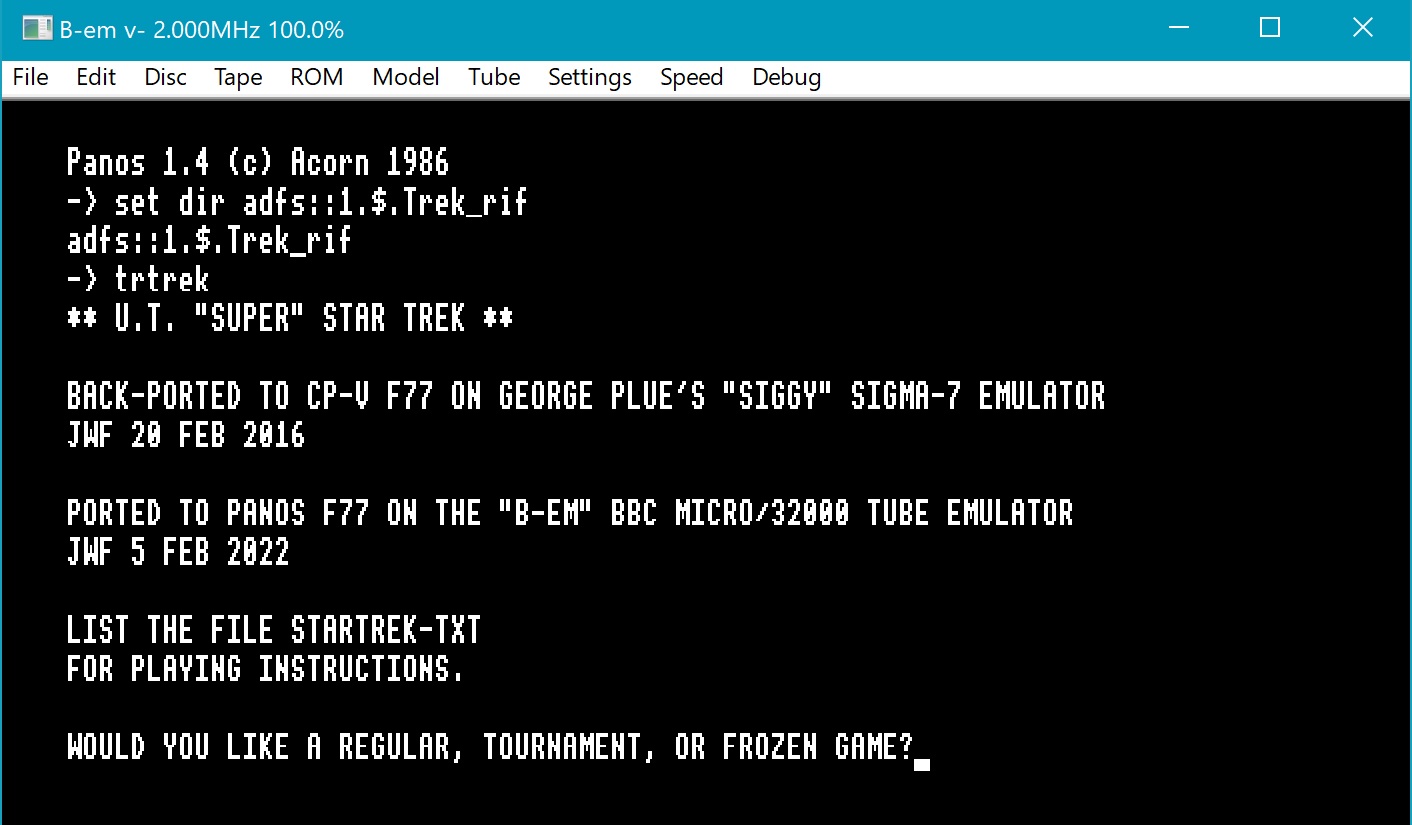 B-em v- 2.000MHz 100.0%
File Edit Disc Tape ROM Model Tube Settings Speed Debug
Panos 1.4 (c) Acorn 1986
-> set dir adfs::1.$.Trek_rif
adfs::1.$.Trek_rif
-> trtrek
** U.T. "SUPER" STAR TREK **
BACK-PORTED TO CP-V F77 ON GEORGE PLUE'S "SIGGY" SIGMA-7 EMULATOR
JWF 20 FEB 2016
PORTED TO PANOS F77 ON THE "B-EM" BBC MICRO/32000 TUBE EMULATOR
JWF 5 FEB 2022
LIST THE FILE STARTREK-TXT
FOR PLAYING INSTRUCTIONS.
WOULD YOU LIKE A REGULAR, TOURNAMENT, OR FROZEN GAME?